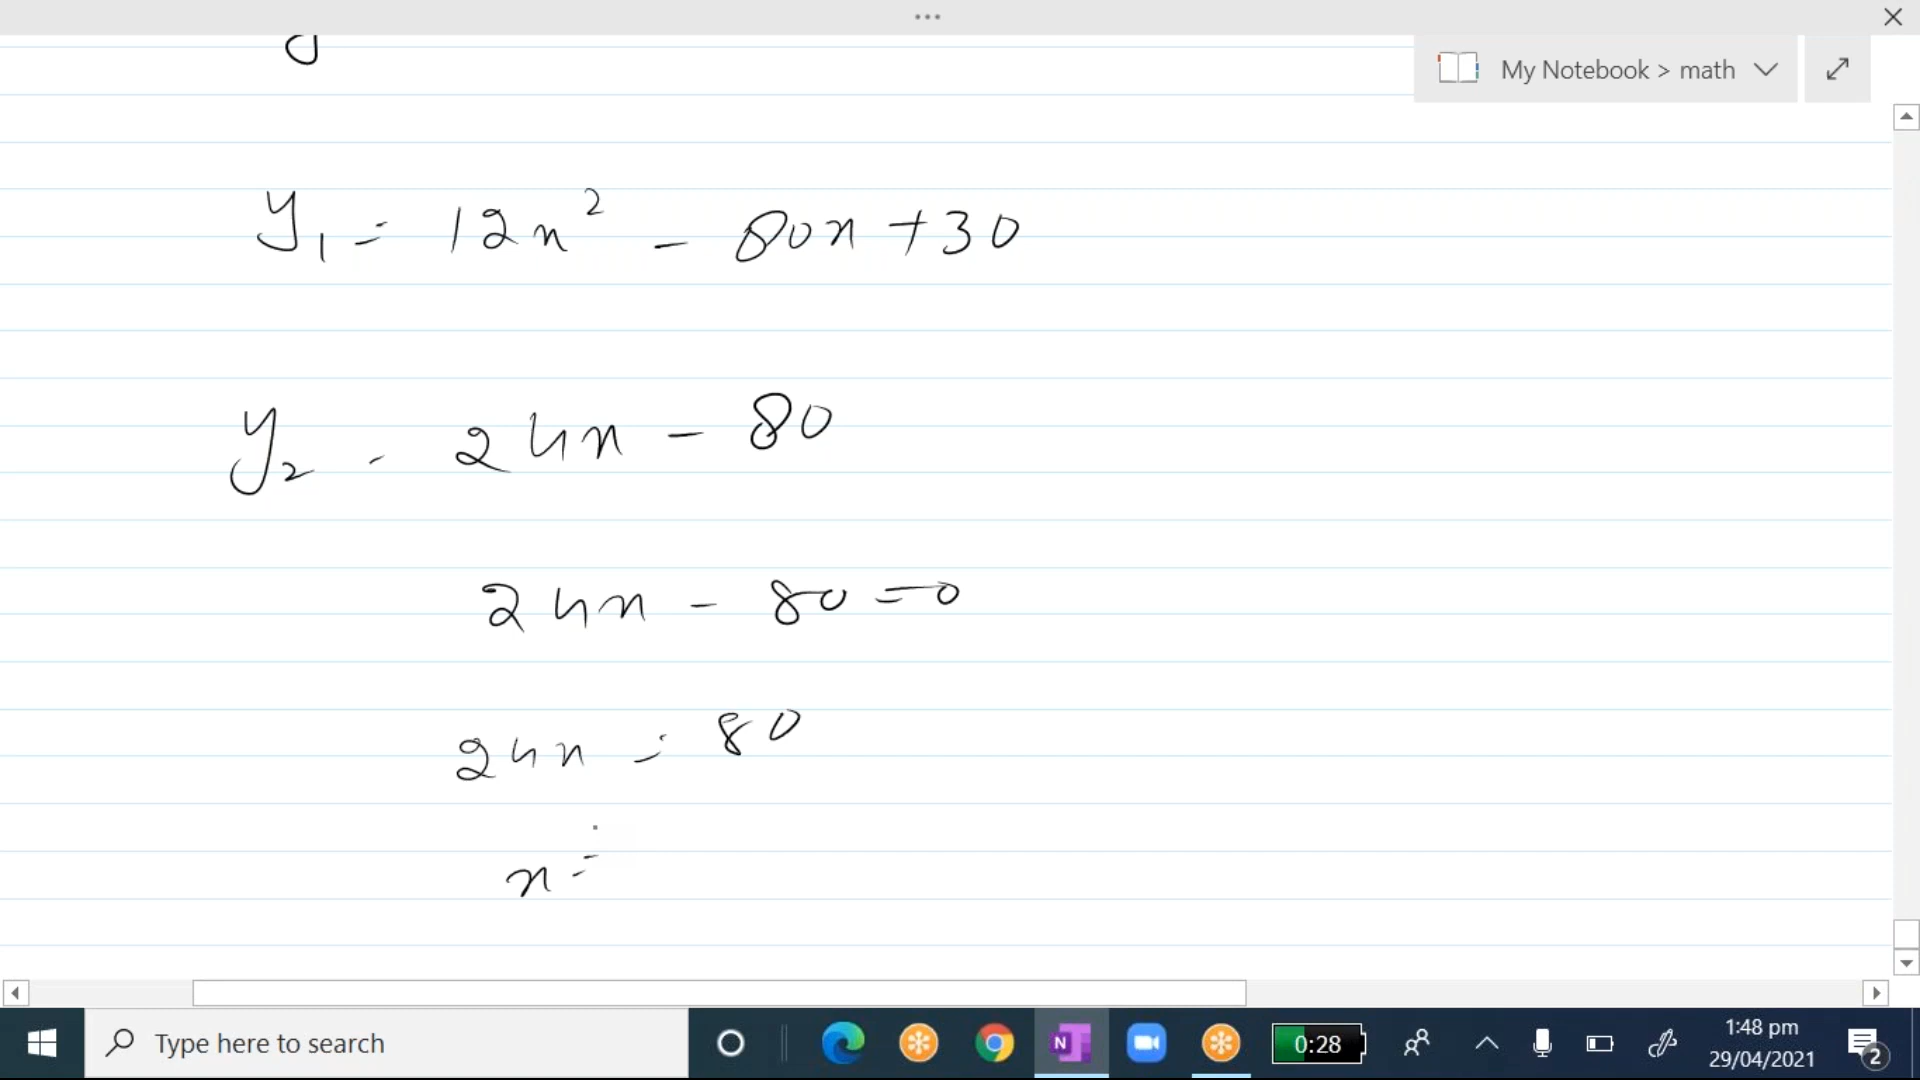 y
My Notebook > math
y₁ = 12x² - 80x + 30
y₂ = 24x - 80
24x - 80 = 0
24x = 80
x =
Type here to search
N
0:28
1:48 pm
29/04/2021
2